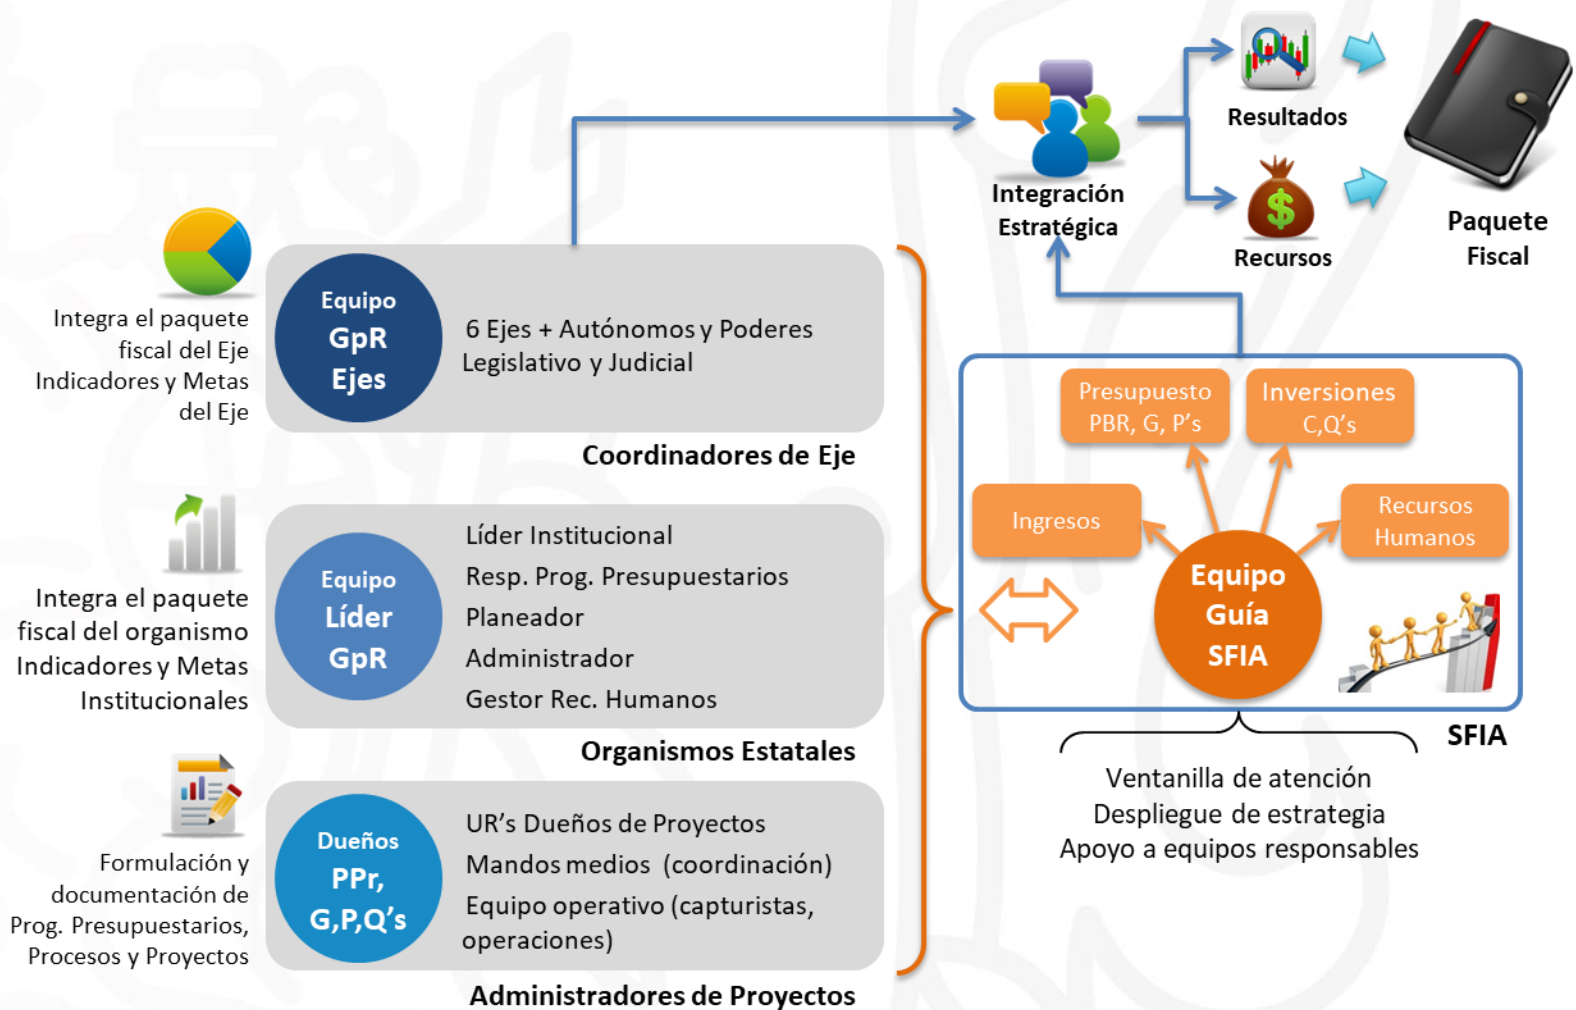 Resultados
Integración
Estratégica
Recursos
Paquete
Fiscal
Integra el paquete
fiscal del Eje
Indicadores y Metas
del Eje
Equipo
GpR
Ejes
6 Ejes + Autónomos y Poderes
Legislativo y Judicial
Coordinadores de Eje
Integra el paquete
fiscal del organismo
Indicadores y Metas
Institucionales
Equipo
Líder
GpR
Líder Institucional
Resp. Prog. Presupuestarios
Planeador
Administrador
Gestor Rec. Humanos
Organismos Estatales
Formulación y
documentación de
Prog. Presupuestarios,
Procesos y Proyectos
Dueños
PPr,
G,P,Q's
UR's Dueños de Proyectos
Mandos medios (coordinación)
Equipo operativo (capturistas,
operaciones)
Administradores de Proyectos
Presupuesto
PBR, G, P's
Inversiones
C,Q's
Ingresos
Recursos
Humanos
Equipo
Guía
SFIA
SFIA
Ventanilla de atención
Despliegue de estrategia
Apoyo a equipos responsables